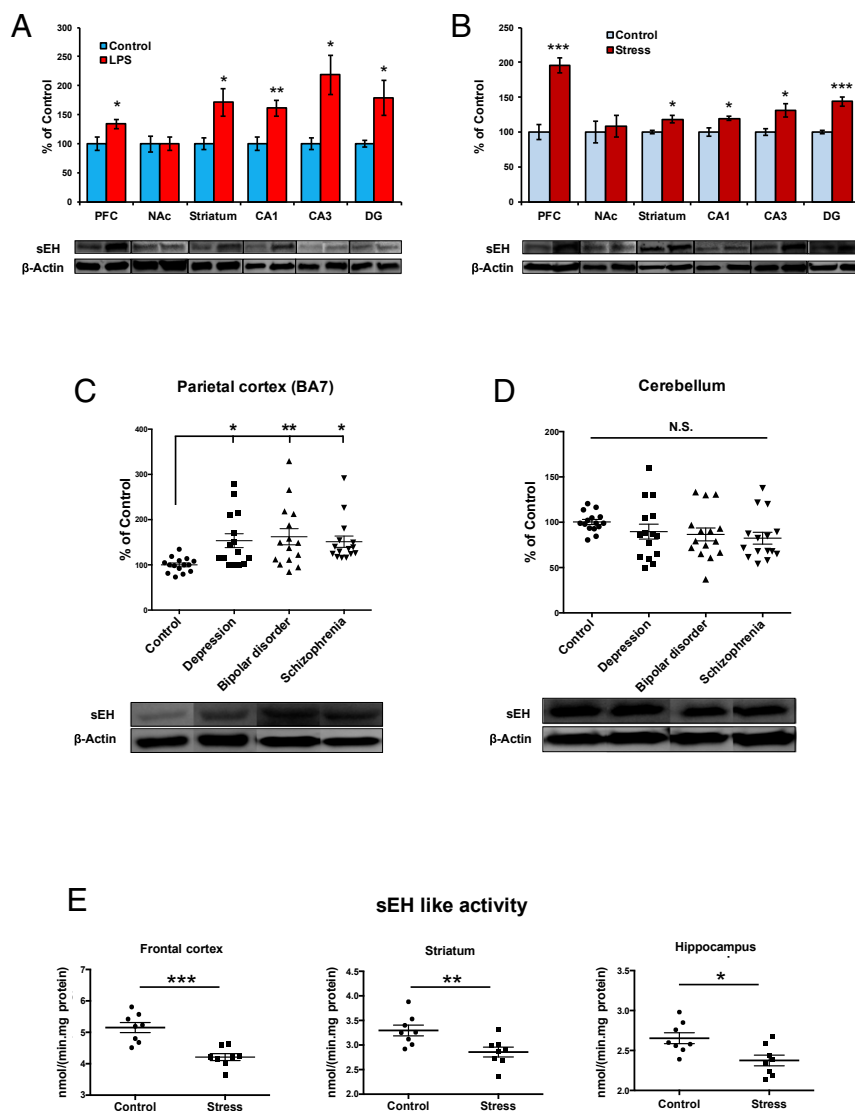 A
300
250
200
150
100
50
0
% of Control
Control
LPS
*
*
**
*
*
PFC NAc Striatum CA1 CA3 DG
sEH
β-Actin
B
250
200
150
100
50
0
% of Control
Control
Stress
***
*
*
*
***
PFC NAc Striatum CA1 CA3 DG
sEH
β-Actin
C
Parietal cortex (BA7)
* ** *
400
300
200
100
0
% of Control
Control
Depression
Bipolar disorder
Schizophrenia
sEH
β-Actin
D
Cerebellum
N.S.
200
150
100
50
0
% of Control
Control
Depression
Bipolar disorder
Schizophrenia
sEH
β-Actin
E
sEH like activity
Frontal cortex
***
7
6
5
4
3
nmol/(min.mg protein)
Control Stress
Striatum
**
4.5
4.0
3.5
3.0
2.5
2.0
nmol/(min.mg protein)
Control Stress
Hippocampus
*
3.5
3.0
2.5
2.0
nmol/(min.mg protein)
Control Stress